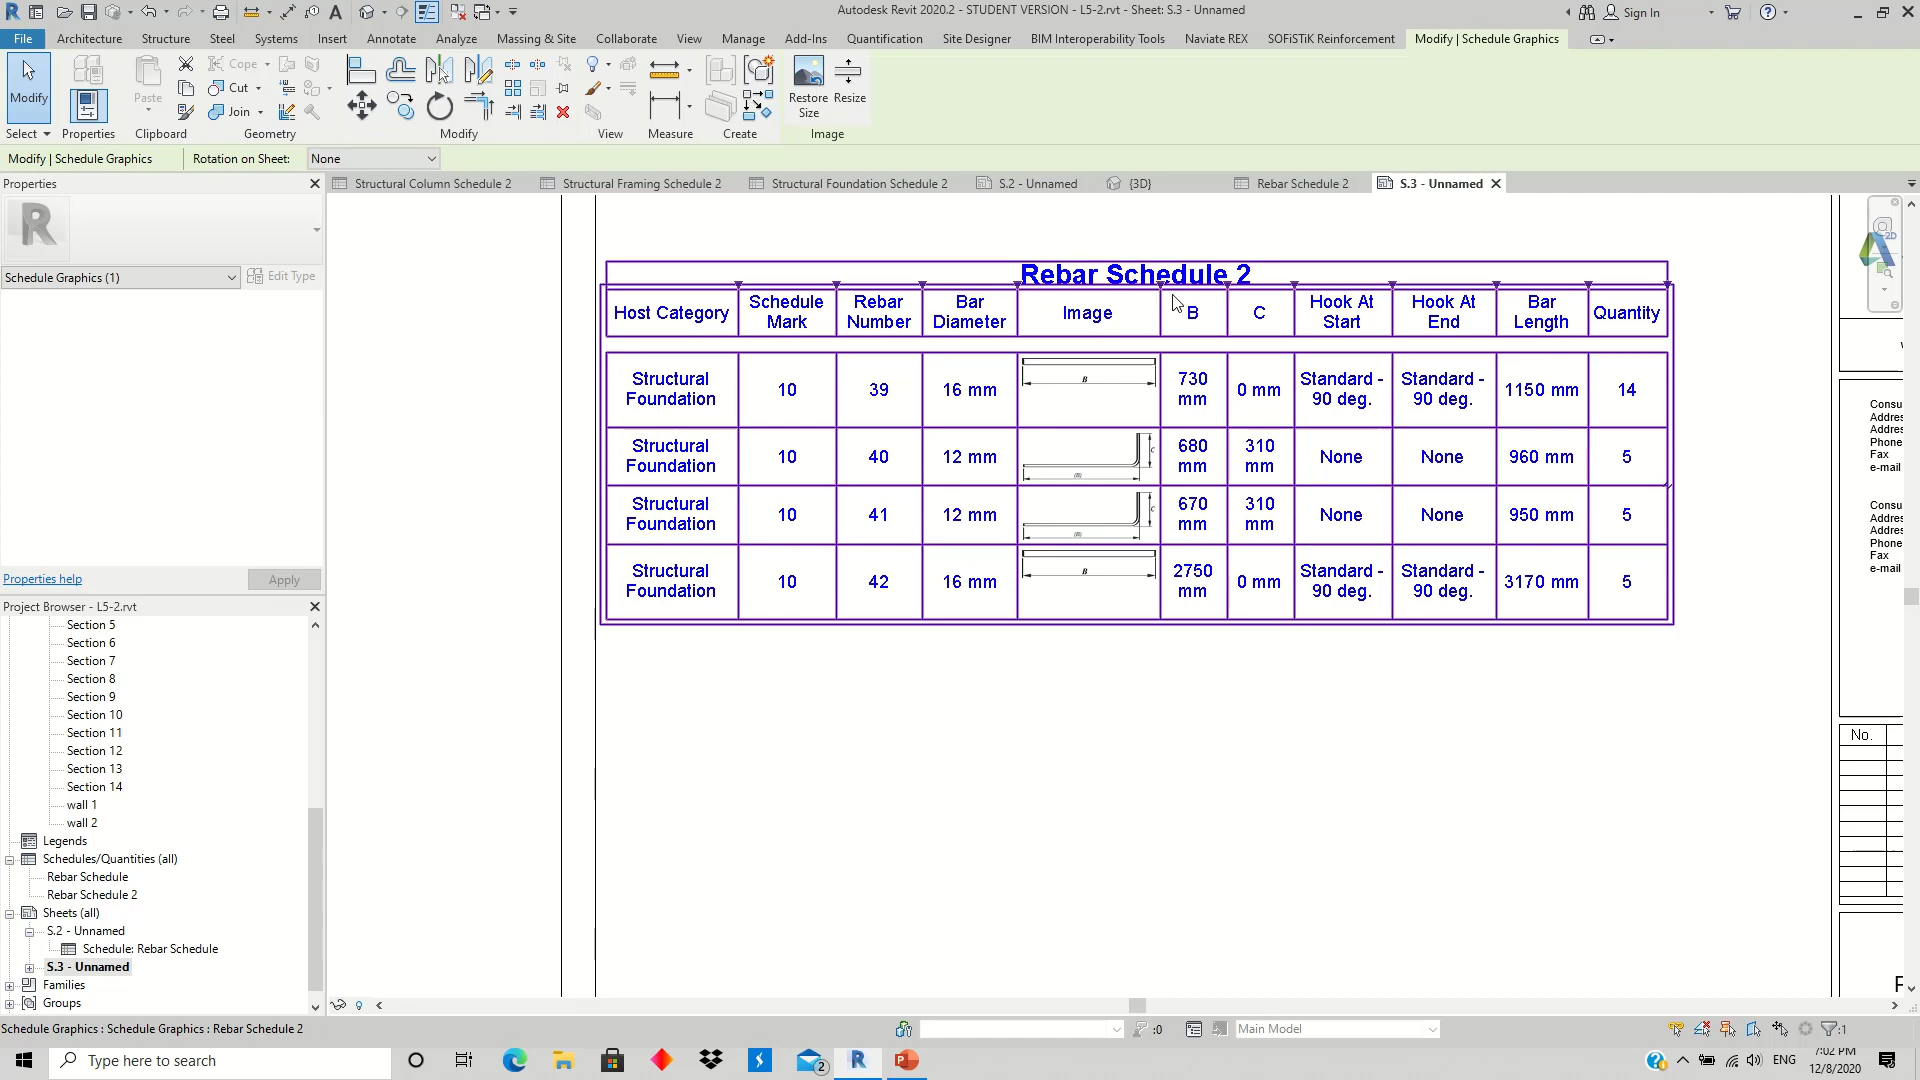 Autodesk Revit 2020.2 - STUDENT VERSION - L5-2.rvt - Sheet: S.3 - Unnamed
Sign In
File Architecture Structure Steel Systems Insert Annotate Analyze Massing & Site Collaborate View Manage Add-Ins Quantification Site Designer BIM Interoperability Tools Naviate REX SOFiSTiK Reinforcement Modify | Schedule Graphics
Modify
Paste
Cope
Cut
Join
Restore Size
Resize
Select Properties Clipboard Geometry Modify View Measure Create Image
Modify | Schedule Graphics Rotation on Sheet: None
Properties
Structural Column Schedule 2 Structural Framing Schedule 2 Structural Foundation Schedule 2 S.2 - Unnamed {3D} Rebar Schedule 2 S.3 - Unnamed
Schedule Graphics (1) Edit Type
Properties help Apply
Project Browser - L5-2.rvt
Section 5
Section 6
Section 7
Section 8
Section 9
Section 10
Section 11
Section 12
Section 13
Section 14
wall 1
wall 2
Legends
Schedules/Quantities (all)
Rebar Schedule
Rebar Schedule 2
Sheets (all)
S.2 - Unnamed
Schedule: Rebar Schedule
S.3 - Unnamed
Families
Groups
Rebar Schedule 2
Host Category Schedule Mark Rebar Number Bar Diameter Image B C Hook At Start Hook At End Bar Length Quantity
Structural Foundation 10 39 16 mm B 730 mm 0 mm Standard - 90 deg. Standard - 90 deg. 1150 mm 14
Structural Foundation 10 40 12 mm (B) C 680 mm 310 mm None None 960 mm 5
Structural Foundation 10 41 12 mm (B) C 670 mm 310 mm None None 950 mm 5
Structural Foundation 10 42 16 mm B 2750 mm 0 mm Standard - 90 deg. Standard - 90 deg. 3170 mm 5
2D
Consu
Addres
Addres
Phone
Fax
e-mail
Consu
Addres
Addres
Phone
Fax
e-mail
No.
Schedule Graphics : Schedule Graphics : Rebar Schedule 2
:0
Main Model
:1
Type here to search
2
ENG
7:02 PM
12/8/2020